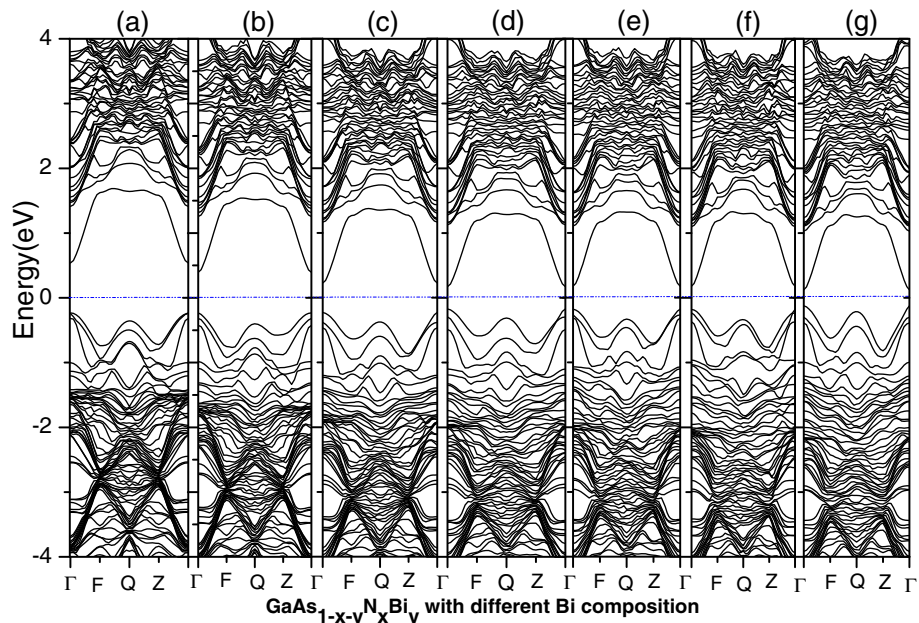 (a) (b) (c) (d) (e) (f) (g)
Energy(eV)
4
2
0
-2
-4
Γ F Q Z Γ F Q Z Γ F Q Z Γ F Q Z Γ F Q Z Γ F Q Z Γ F Q Z Γ
GaAs1-x-yNxBiy with different Bi composition